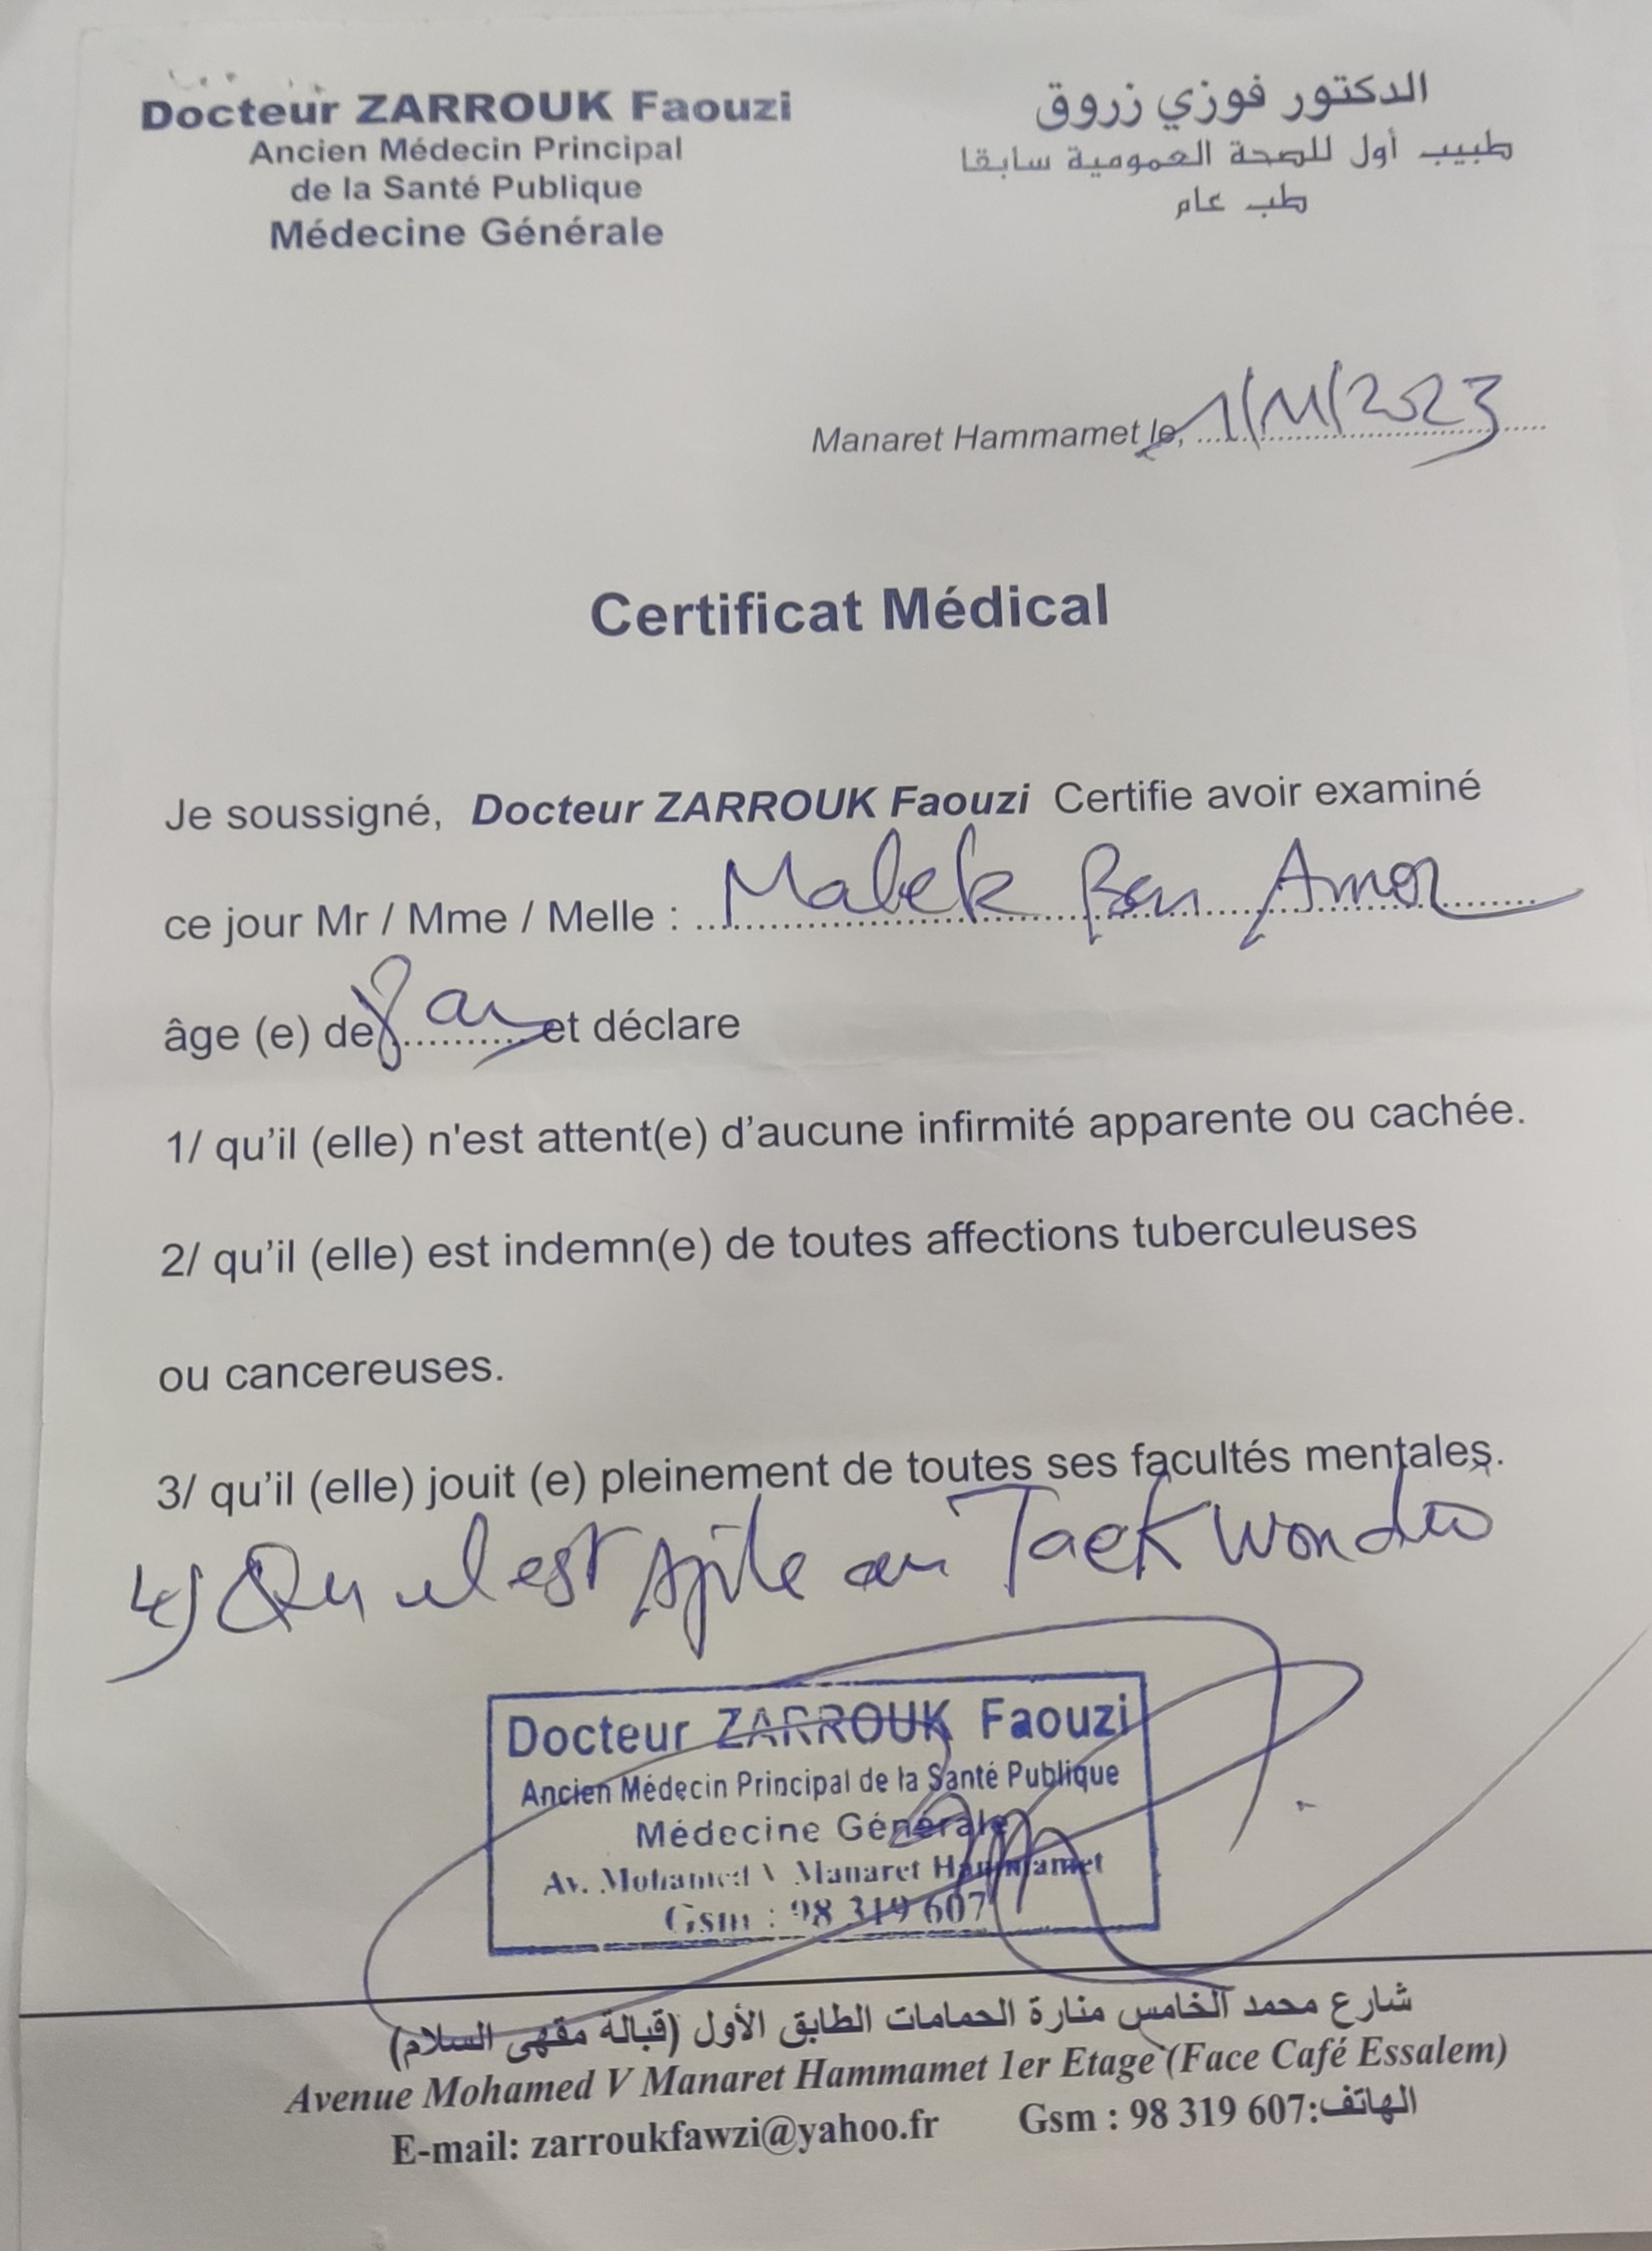 Docteur ZARROUK Faouzi
Ancien Médecin Principal
de la Santé Publique
Médecine Générale
الدكتور فوزي زروق
طبيب أول للصحة العمومية سابقا
طب عام
Manaret Hammamet le, 1/11/2023
Certificat Médical
Je soussigné, Docteur ZARROUK Faouzi Certifie avoir examiné
ce jour Mr / Mme / Melle : Malek Ben Amor
âge (e) de 8 ans et déclare
1/ qu'il (elle) n'est attent(e) d'aucune infirmité apparente ou cachée.
2/ qu'il (elle) est indemn(e) de toutes affections tuberculeuses
ou cancereuses.
3/ qu'il (elle) jouit (e) pleinement de toutes ses facultés mentales.
4) Qu'il est au TaekWondo
Docteur ZARROUK Faouzi
Ancien Médecin Principal de la Santé Publique
Médecine Générale
Av. Mohamed V Manaret Hammamet
Gsm : 98 319 607
شارع محمد الخامس منارة الحمامات الطابق الأول (قبالة مقهى السلام)
Avenue Mohamed V Manaret Hammamet 1er Etage (Face Café Essalem)
E-mail: zarroukfawzi@yahoo.fr Gsm : 98 319 607:الهاتف